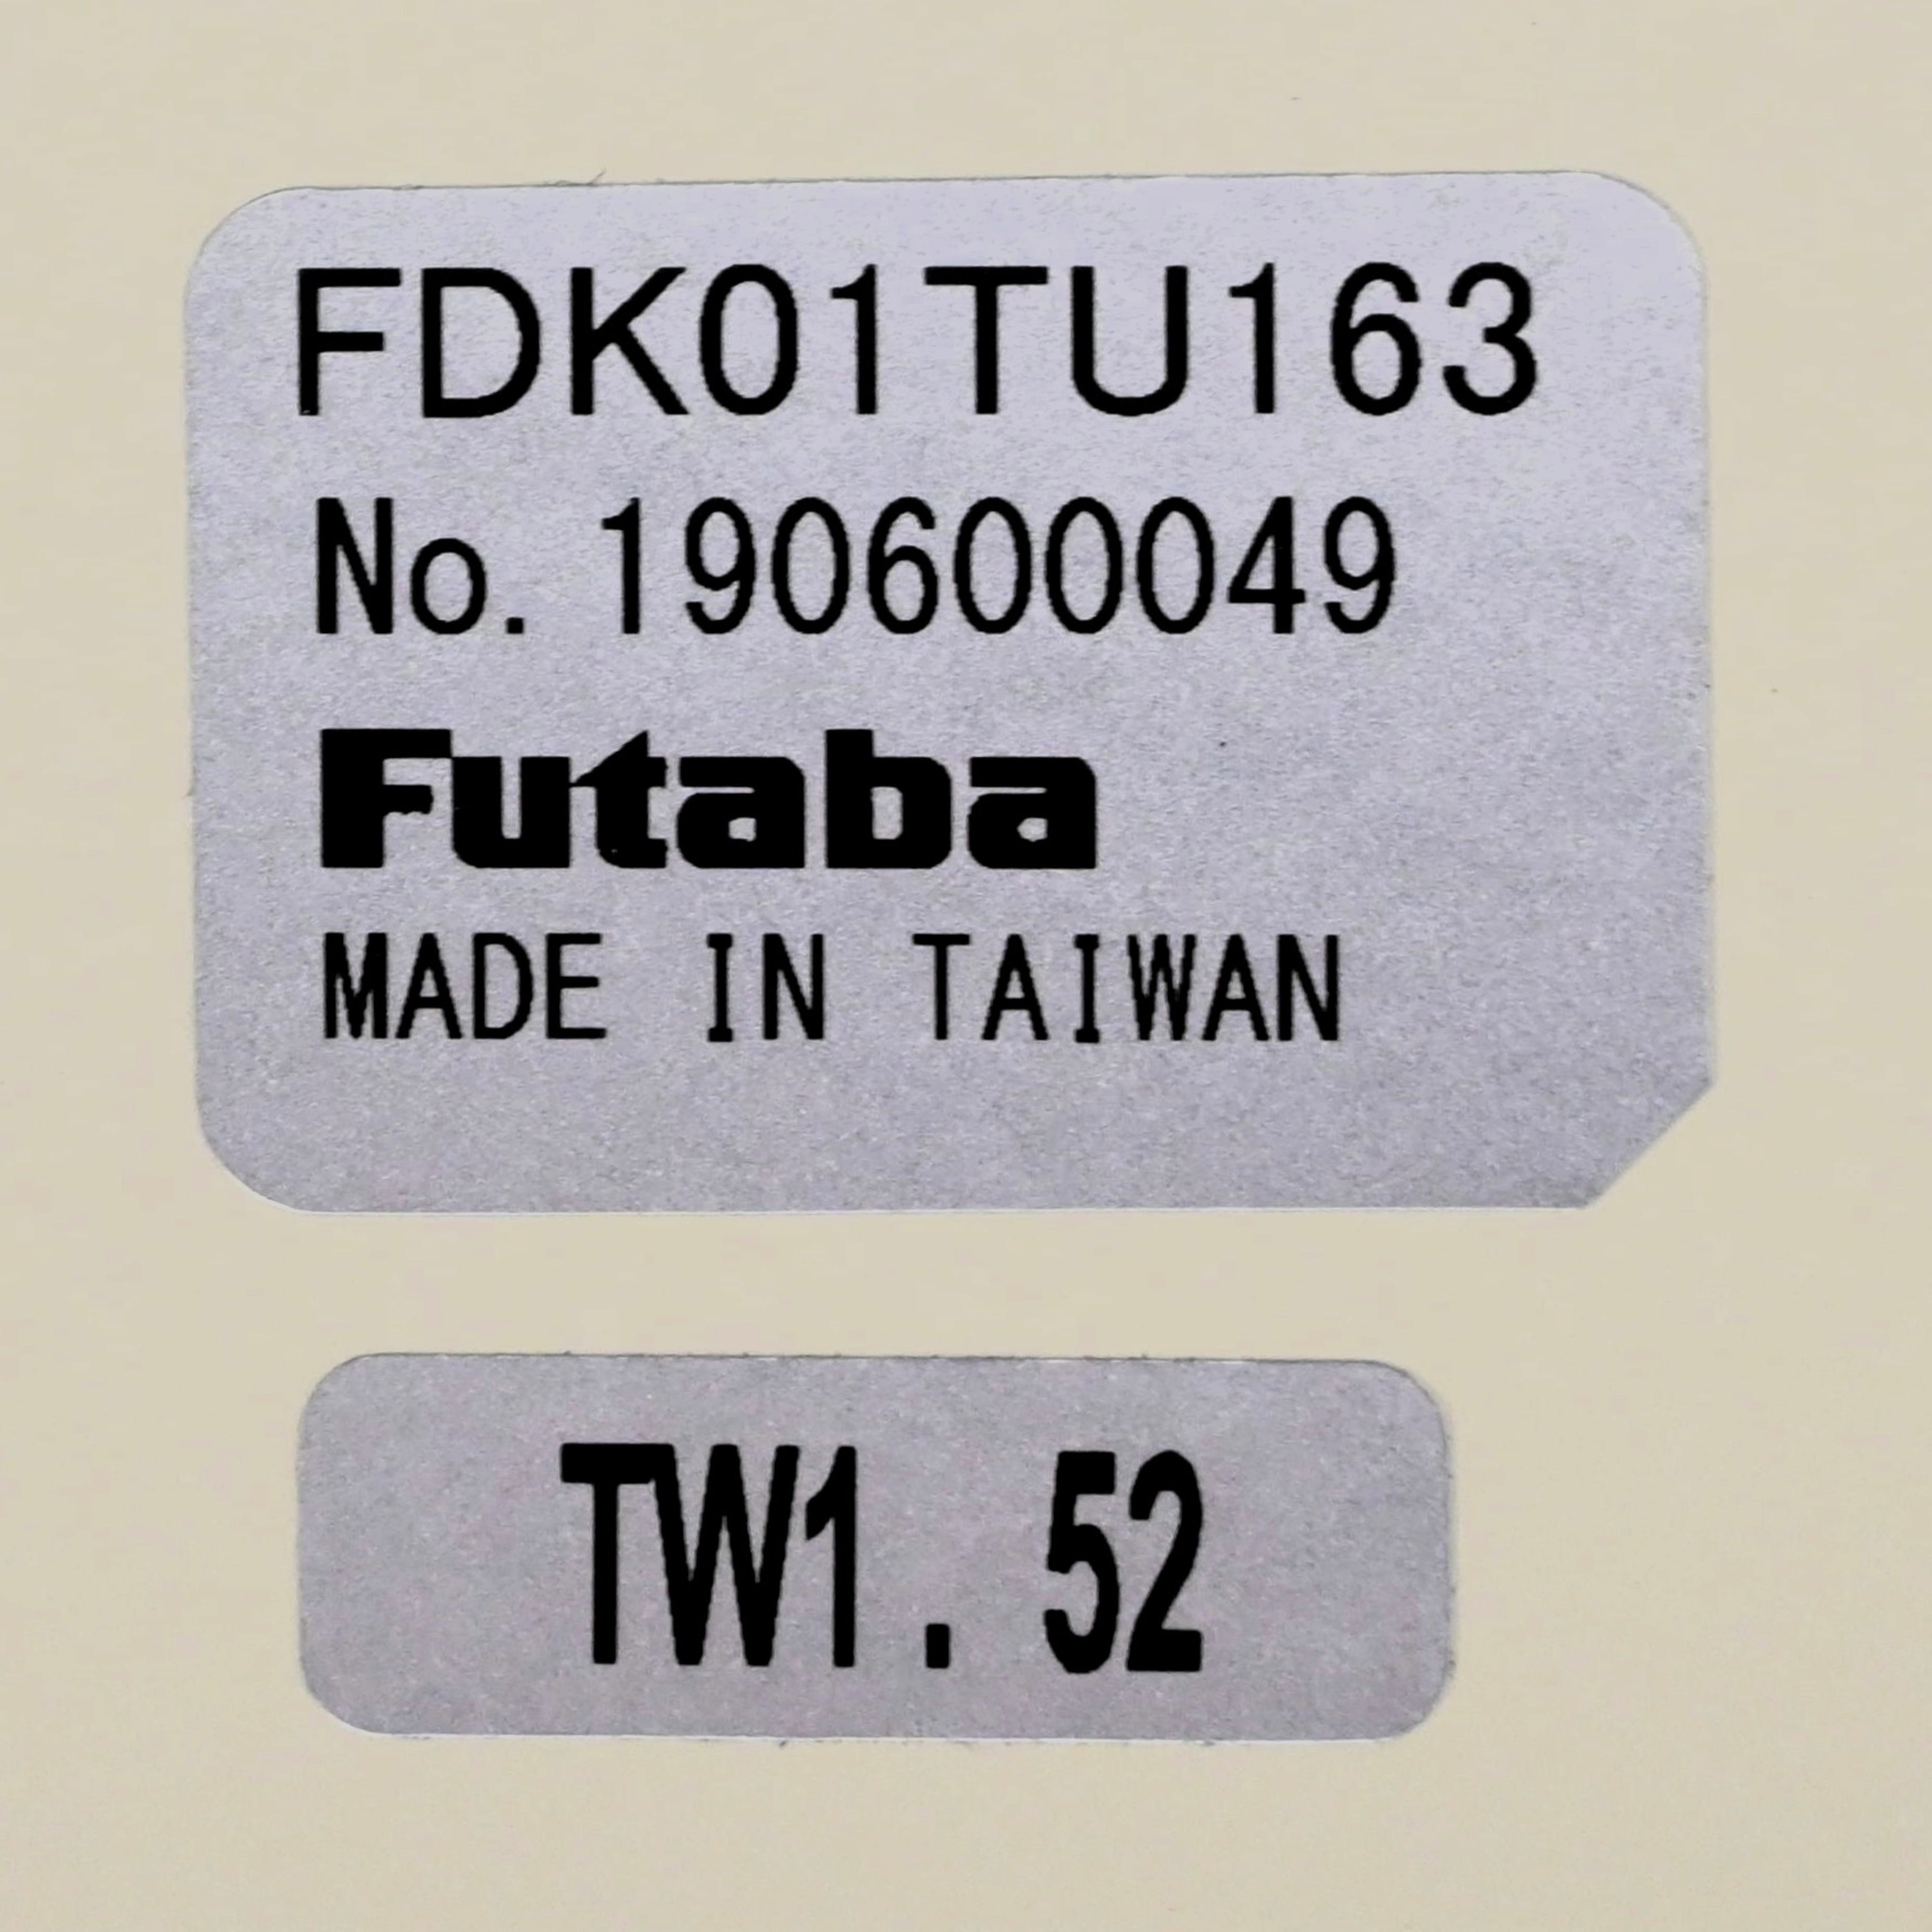 FDK01TU163
No. 190600049
Futaba
MADE IN TAIWAN
TW1. 52